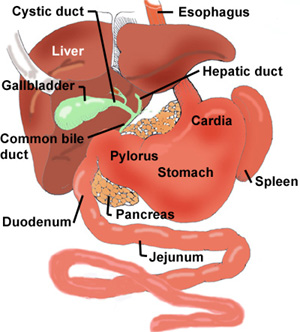 Cystic duct
Esophagus
Liver
Hepatic duct
Gallbladder
Cardia
Common bile
duct
Pylorus
Stomach
Spleen
Duodenum
Pancreas
Jejunum